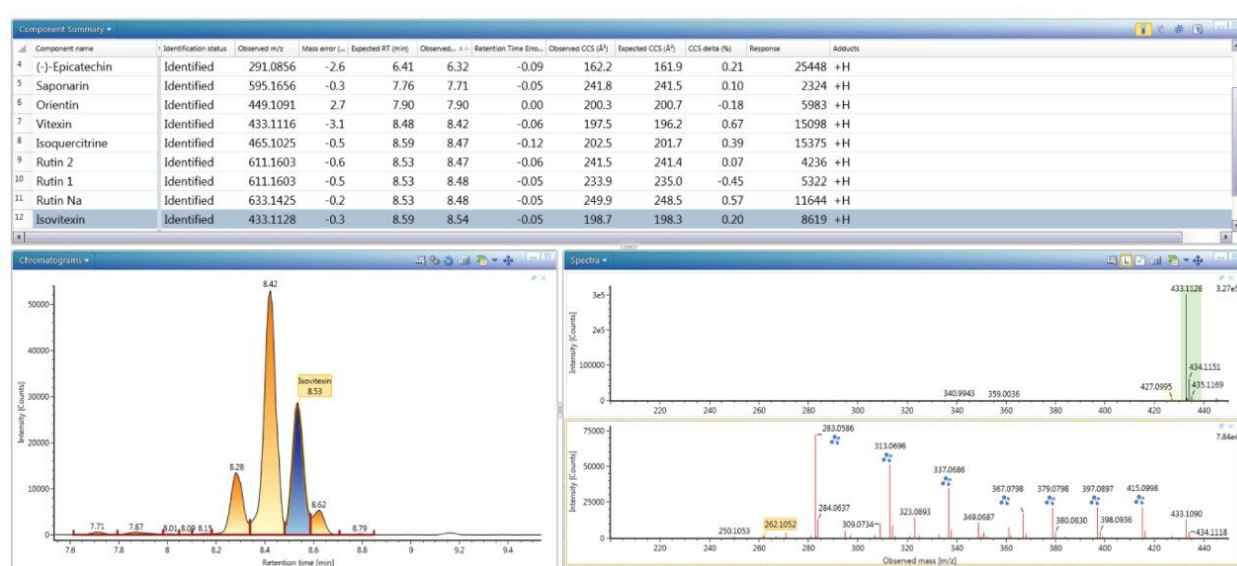 Component Summary
Component name Identification status Observed m/z Mass error (... Expected RT (min) Observed... Retention Time Erro... Observed CCS (Å²) Expected CCS (Å²) CCS delta (%) Response Adducts
4 (-)-Epicatechin Identified 291.0856 -2.6 6.41 6.32 -0.09 162.2 161.9 0.21 25448 +H
5 Saponarin Identified 595.1656 -0.3 7.76 7.71 -0.05 241.8 241.5 0.10 2324 +H
6 Orientin Identified 449.1091 2.7 7.90 7.90 0.00 200.3 200.7 -0.18 5983 +H
7 Vitexin Identified 433.1116 -3.1 8.48 8.42 -0.06 197.5 196.2 0.67 15098 +H
8 Isoquercitrine Identified 465.1025 -0.5 8.59 8.47 -0.12 202.5 201.7 0.39 15375 +H
9 Rutin 2 Identified 611.1603 -0.6 8.53 8.47 -0.06 241.5 241.4 0.07 4236 +H
10 Rutin 1 Identified 611.1603 -0.5 8.53 8.48 -0.05 233.9 235.0 -0.45 5322 +H
11 Rutin Na Identified 633.1425 -0.2 8.53 8.48 -0.05 249.9 248.5 0.57 11644 +H
12 Isovitexin Identified 433.1128 -0.3 8.59 8.54 -0.05 198.7 198.3 0.20 8619 +H
Chromatograms
Intensity [Counts]
50000
40000
30000
20000
10000
0
8.42
Isovitexin
8.53
8.28
8.62
7.71 7.87 8.01 8.09 8.15 8.79
7.6 7.8 8 8.2 8.4 8.6 8.8 9 9.2 9.4
Retention time [min]
Spectra
Intensity [Counts]
3e5
2e5
100000
0
433.1128 3.27e5
434.1151
427.0995 435.1169
340.9943 359.0036
220 240 260 280 300 320 340 360 380 400 420 440
Intensity [Counts]
75000
50000
25000
0
283.0586 7.84e4
313.0696
337.0686
367.0798 379.0798 397.0897 415.0998
284.0637
323.0893
349.0687
250.1053 262.1052 309.0734 380.0830 398.0936 433.1090
434.1118
220 240 260 280 300 320 340 360 380 400 420 440
Observed mass [m/z]